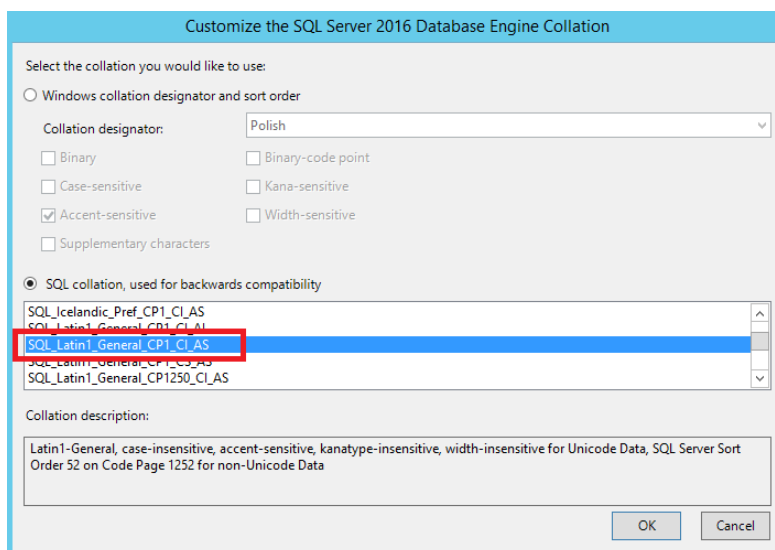 Customize the SQL Server 2016 Database Engine Collation
Select the collation you would like to use:
Windows collation designator and sort order
Collation designator:
Polish
Binary
Binary-code point
Case-sensitive
Kana-sensitive
Accent-sensitive
Width-sensitive
Supplementary characters
SQL collation, used for backwards compatibility
SQL_Icelandic_Pref_CP1_CI_AS
SQL_Latin1_General_CP1_CI_AI
SQL_Latin1_General_CP1_CI_AS
SQL_Latin1_General_CP1_CS_AS
SQL_Latin1_General_CP1250_CI_AS
Collation description:
Latin1-General, case-insensitive, accent-sensitive, kanatype-insensitive, width-insensitive for Unicode Data, SQL Server Sort
Order 52 on Code Page 1252 for non-Unicode Data
OK
Cancel